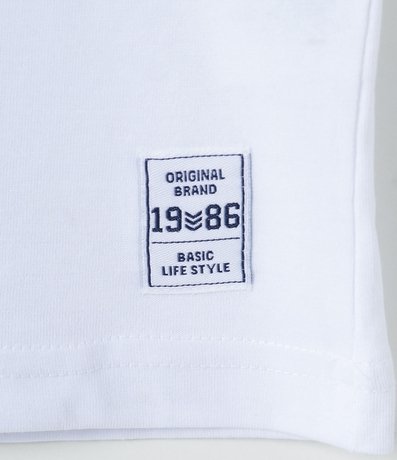 ORIGINAL
BRAND
19 86
BASIC
LIFE STYLE